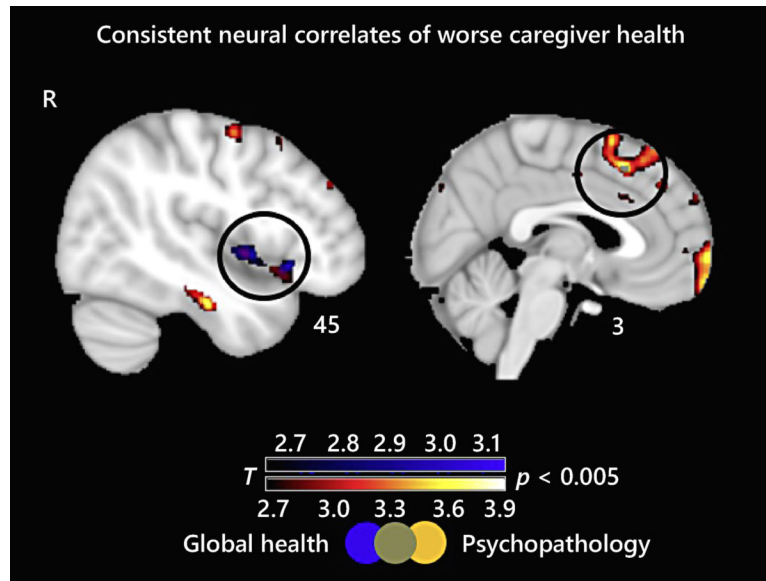 Consistent neural correlates of worse caregiver health
R
45
3
2.7 2.8 2.9 3.0 3.1
T p < 0.005
2.7 3.0 3.3 3.6 3.9
Global health Psychopathology